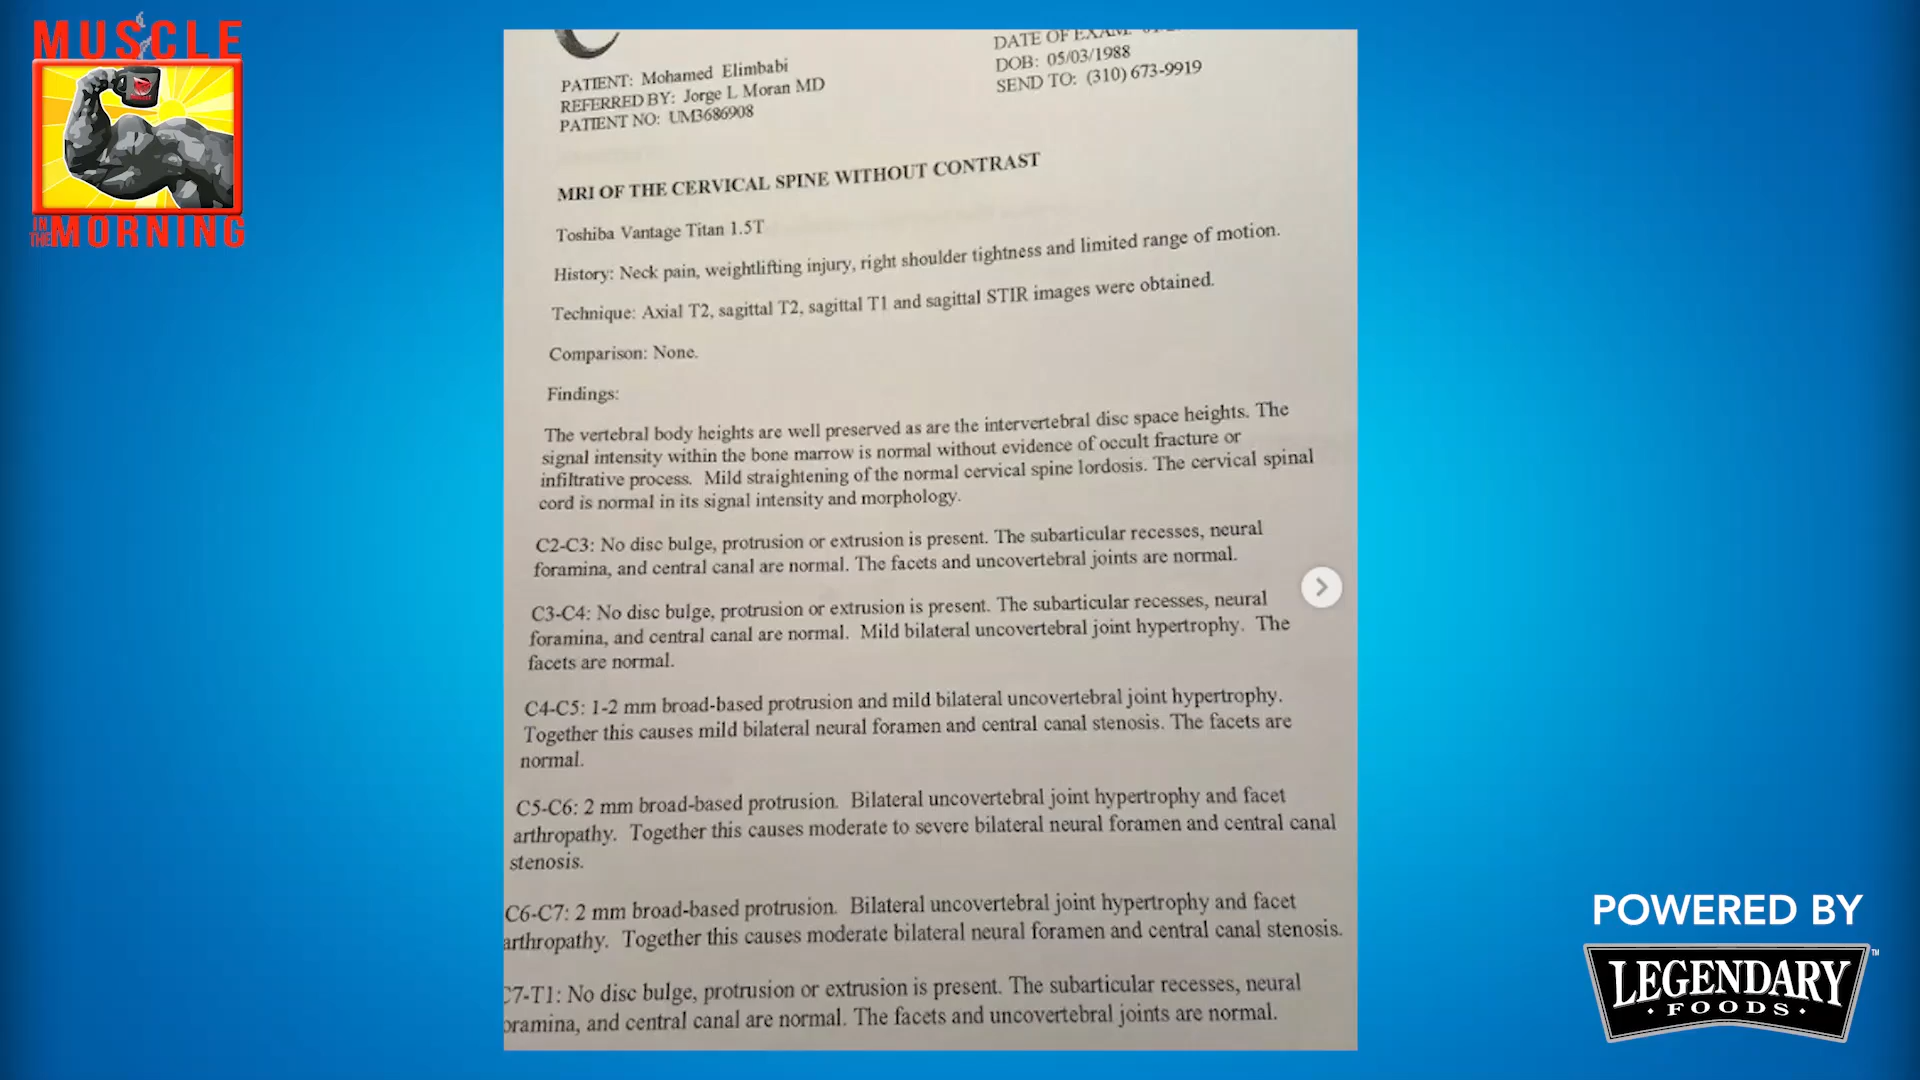 MUSCLE
IN THE MORNING
DATE OF EXAM:
DOB: 05/03/1988
SEND TO: (310) 673-9919
PATIENT: Mohamed Elimbabi
REFERRED BY: Jorge L Moran MD
PATIENT NO: UM3686908
MRI OF THE CERVICAL SPINE WITHOUT CONTRAST
Toshiba Vantage Titan 1.5T
History: Neck pain, weightlifting injury, right shoulder tightness and limited range of motion.
Technique: Axial T2, sagittal T2, sagittal T1 and sagittal STIR images were obtained.
Comparison: None.
Findings:
The vertebral body heights are well preserved as are the intervertebral disc space heights. The
signal intensity within the bone marrow is normal without evidence of occult fracture or
infiltrative process. Mild straightening of the normal cervical spine lordosis. The cervical spinal
cord is normal in its signal intensity and morphology.
C2-C3: No disc bulge, protrusion or extrusion is present. The subarticular recesses, neural
foramina, and central canal are normal. The facets and uncovertebral joints are normal.
C3-C4: No disc bulge, protrusion or extrusion is present. The subarticular recesses, neural
foramina, and central canal are normal. Mild bilateral uncovertebral joint hypertrophy. The
facets are normal.
C4-C5: 1-2 mm broad-based protrusion and mild bilateral uncovertebral joint hypertrophy.
Together this causes mild bilateral neural foramen and central canal stenosis. The facets are
normal.
C5-C6: 2 mm broad-based protrusion. Bilateral uncovertebral joint hypertrophy and facet
arthropathy. Together this causes moderate to severe bilateral neural foramen and central canal
stenosis.
C6-C7: 2 mm broad-based protrusion. Bilateral uncovertebral joint hypertrophy and facet
arthropathy. Together this causes moderate bilateral neural foramen and central canal stenosis.
C7-T1: No disc bulge, protrusion or extrusion is present. The subarticular recesses, neural
oramina, and central canal are normal. The facets and uncovertebral joints are normal.
POWERED BY
LEGENDARY
FOODS
TM